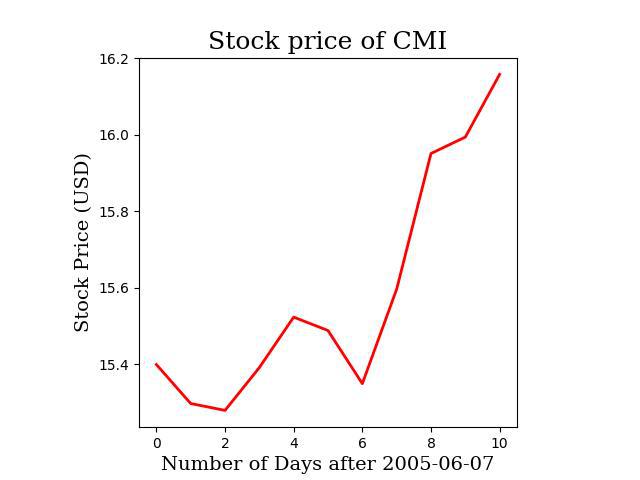 Stock price of CMI
16.2
16.0
15.8
15.6
15.4
Stock Price (USD)
0 2 4 6 8 10
Number of Days after 2005-06-07